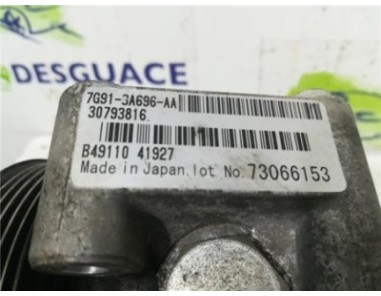 DESGUACE
7G91-3A696-AA
30793816
B49110 41927
Made in Japan. lot No. 73066153